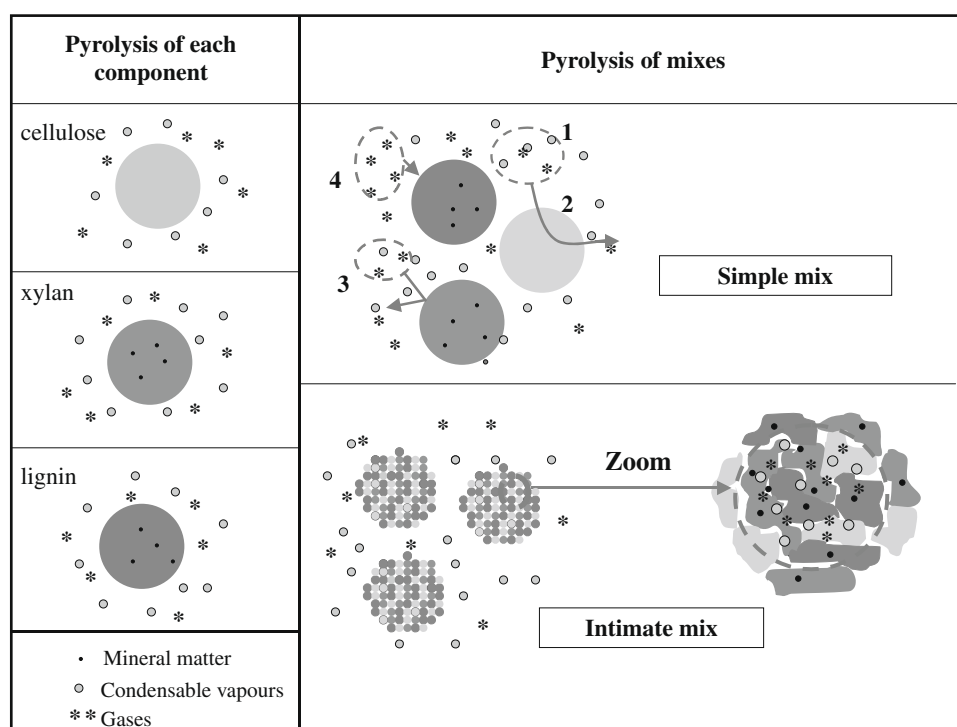 Pyrolysis of each
component
Pyrolysis of mixes
cellulose
xylan
lignin
1
2
3
4
Simple mix
Zoom
Intimate mix
Mineral matter
Condensable vapours
* * Gases